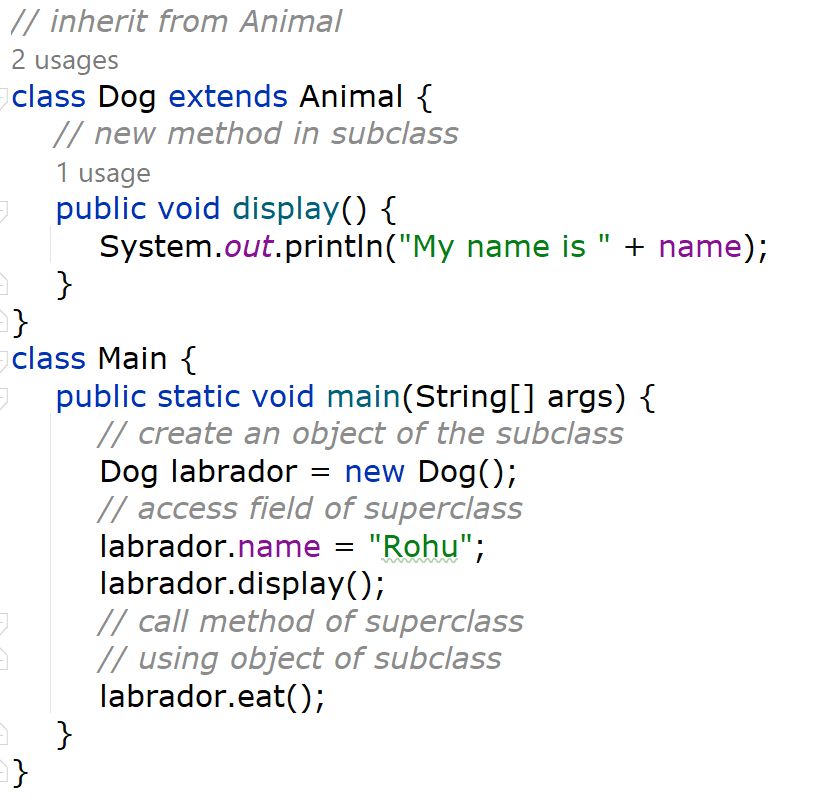 // inherit from Animal
2 usages
class Dog extends Animal {
// new method in subclass
1 usage
public void display() {
System.out.println("My name is " + name);
}
}
class Main {
public static void main(String[] args) {
// create an object of the subclass
Dog labrador = new Dog();
// access field of superclass
labrador.name = "Rohu";
labrador.display();
// call method of superclass
// using object of subclass
labrador.eat();
}
}